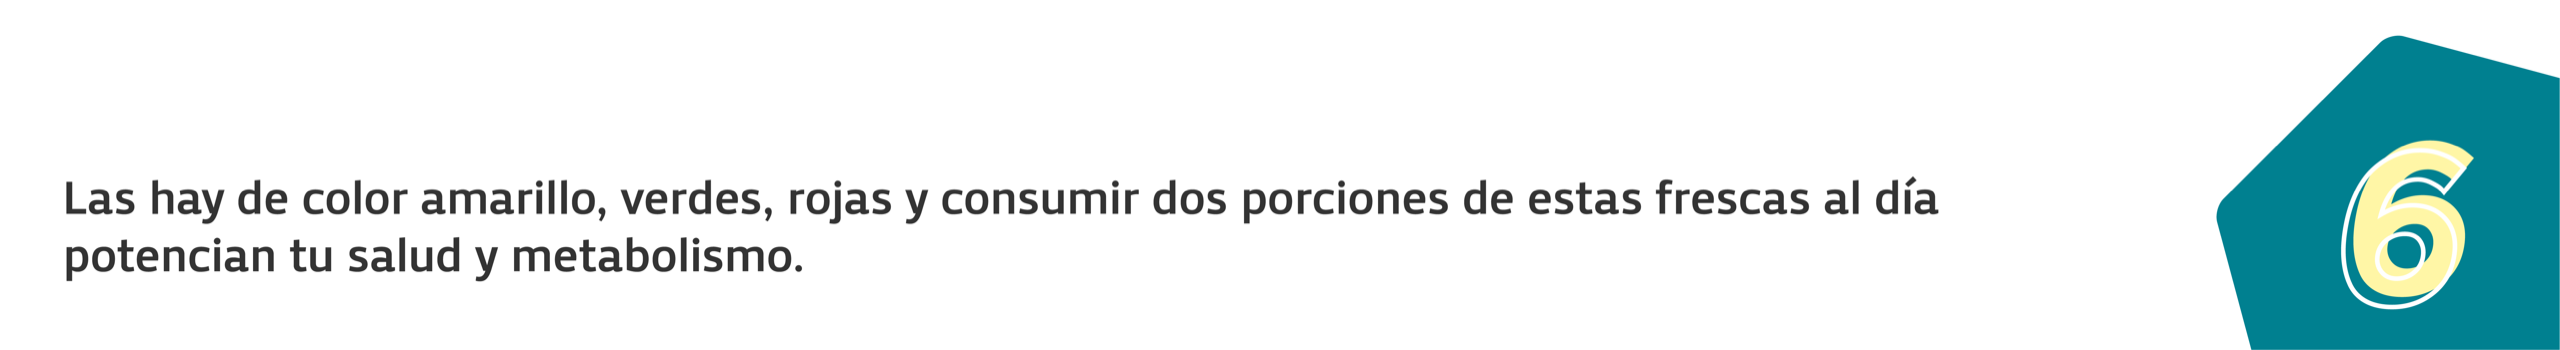 Las hay de color amarillo, verdes, rojas y consumir dos porciones de estas frescas al día
potencian tu salud y metabolismo.
6